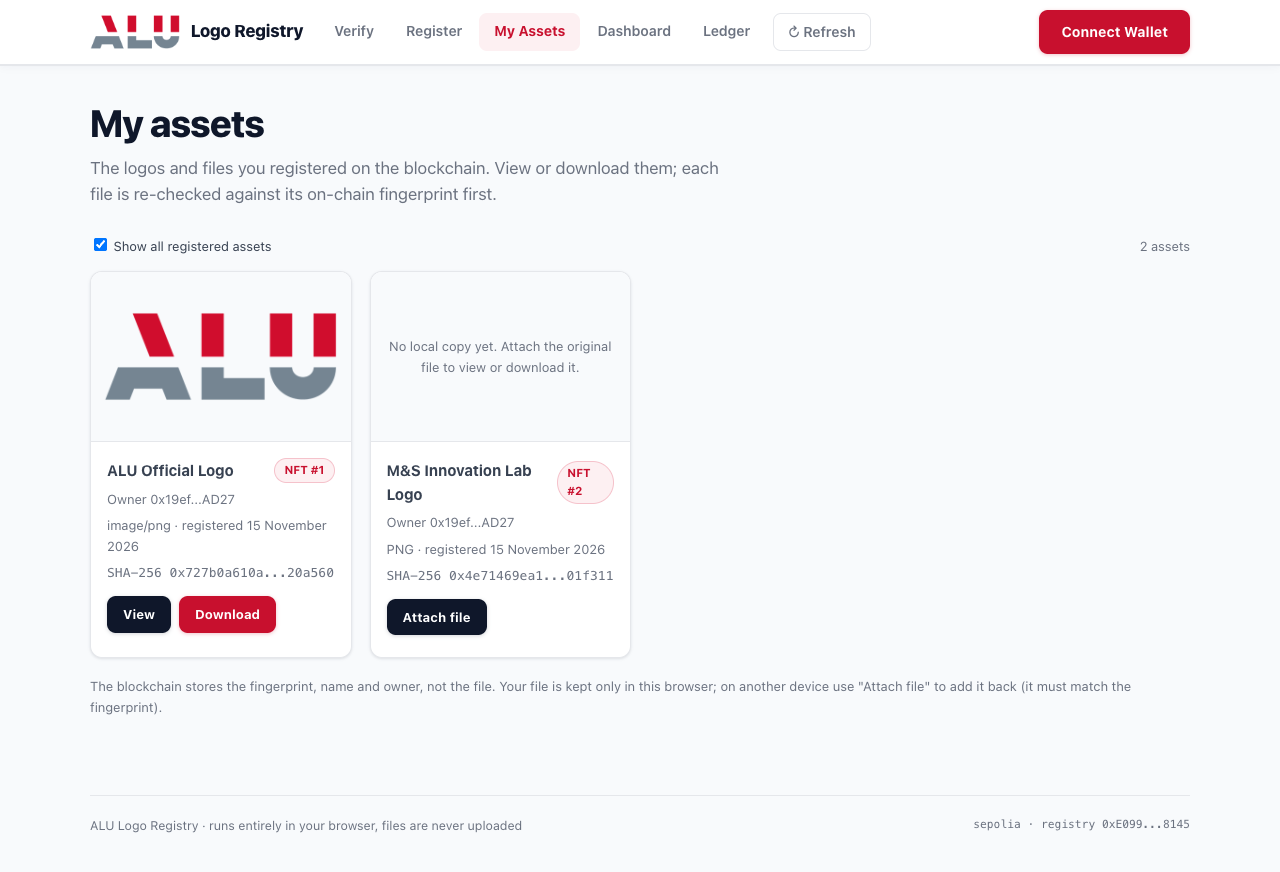 ALU Logo Registry Verify Register My Assets Dashboard Ledger ↻ Refresh Connect Wallet
My assets
The logos and files you registered on the blockchain. View or download them; each
file is re-checked against its on-chain fingerprint first.
Show all registered assets 2 assets
ALU
ALU Official Logo NFT #1
Owner 0x19ef...AD27
image/png · registered 15 November
2026
SHA-256 0x727b0a610a...20a560
View Download
No local copy yet. Attach the original
file to view or download it.
M&S Innovation Lab
Logo
NFT
#2
Owner 0x19ef...AD27
PNG · registered 15 November 2026
SHA-256 0x4e71469ea1...01f311
Attach file
The blockchain stores the fingerprint, name and owner, not the file. Your file is kept only in this browser; on another device use "Attach file" to add it back (it must match the
fingerprint).
ALU Logo Registry · runs entirely in your browser, files are never uploaded sepolia · registry 0xE099...8145